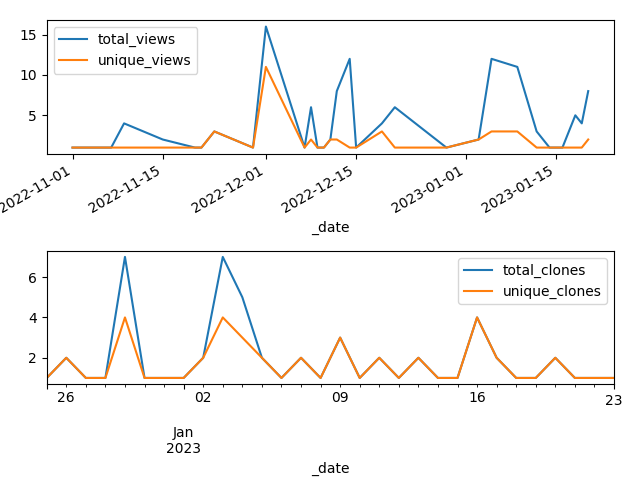 total_views
unique_views
15
10
5
2022-11-01
2022-11-15
2022-12-01
2022-12-15
2023-01-01
2023-01-15
_date
total_clones
unique_clones
6
4
2
26
02
09
16
23
Jan
2023
_date